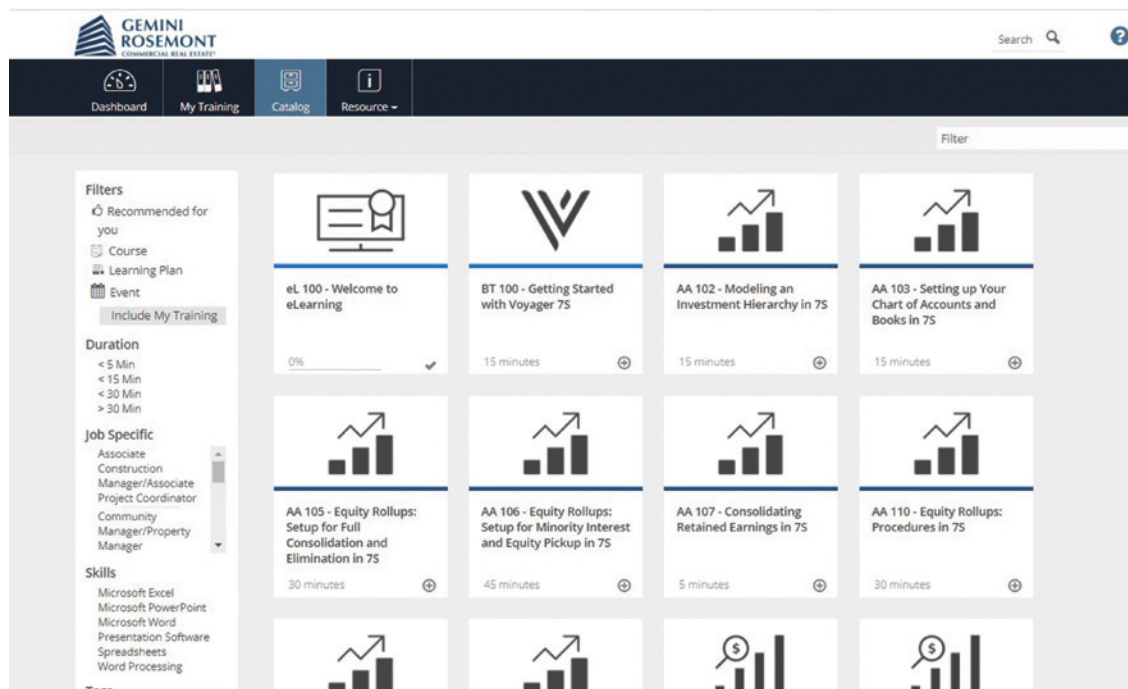 GEMINI
ROSEMONT
COMMERCIAL REAL ESTATE
Search
?
Dashboard
My Training
Catalog
Resource
Filter
Filters
Recommended for
you
Course
Learning Plan
Event
Include My Training
Duration
< 5 Min
< 15 Min
< 30 Min
> 30 Min
Job Specific
Associate
Construction
Manager/Associate
Project Coordinator
Community
Manager/Property
Manager
Skills
Microsoft Excel
Microsoft PowerPoint
Microsoft Word
Presentation Software
Spreadsheets
Word Processing
eL 100 - Welcome to
eLearning
0%
BT 100 - Getting Started
with Voyager 7S
15 minutes
AA 102 - Modeling an
Investment Hierarchy in 7S
15 minutes
AA 103 - Setting up Your
Chart of Accounts and
Books in 7S
15 minutes
AA 105 - Equity Rollups:
Setup for Full
Consolidation and
Elimination in 7S
30 minutes
AA 106 - Equity Rollups:
Setup for Minority Interest
and Equity Pickup in 7S
45 minutes
AA 107 - Consolidating
Retained Earnings in 7S
5 minutes
AA 110 - Equity Rollups:
Procedures in 7S
30 minutes
$
$